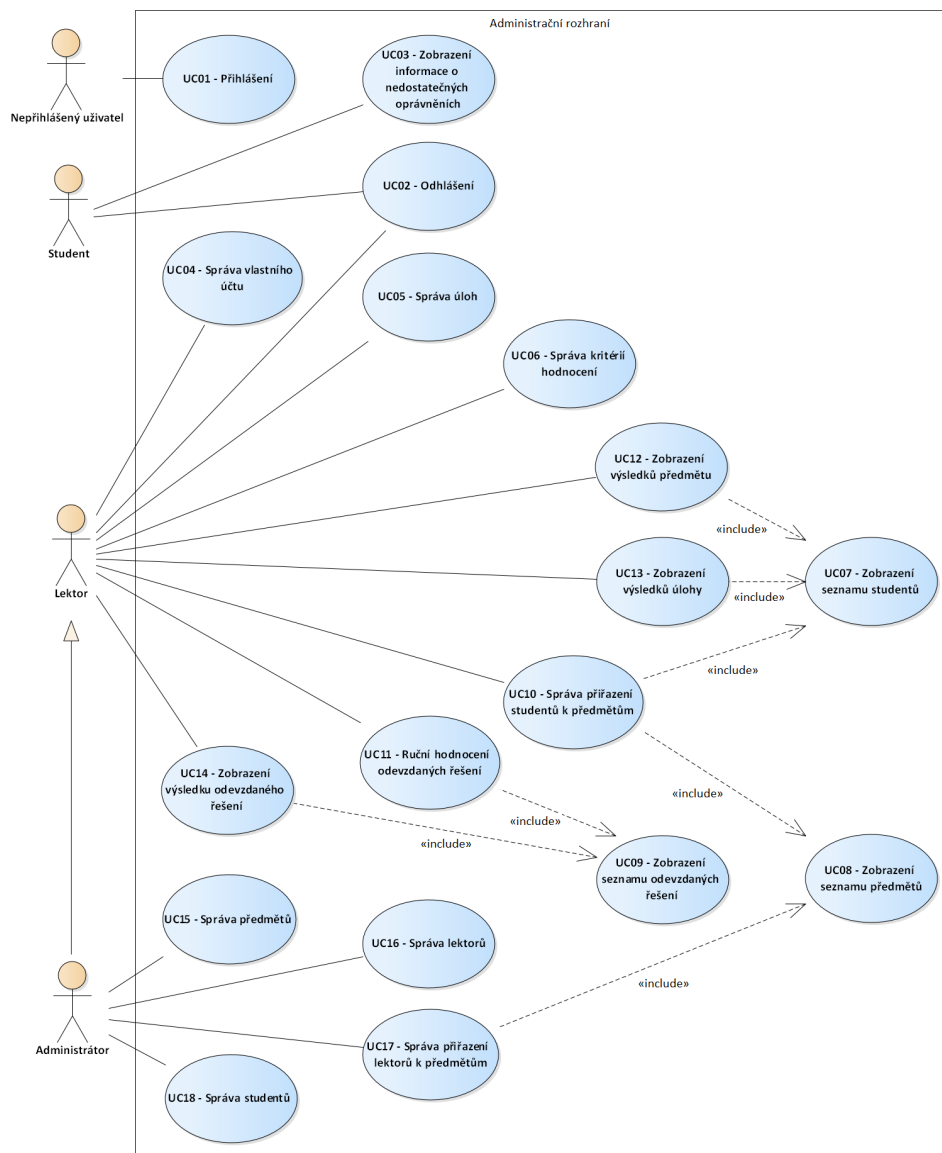 Administrační rozhraní
Nepřihlášený uživatel
UC01 - Přihlášení
UC03 - Zobrazení
informace o
nedostatečných
oprávněních
Student
UC02 - Odhlášení
UC04 - Správa vlastního
účtu
UC05 - Správa úloh
UC06 - Správa kritérií
hodnocení
UC12 - Zobrazení
výsledků předmětu
«include»
Lektor
UC13 - Zobrazení
výsledků úlohy
«include»
UC07 - Zobrazení
seznamu studentů
«include»
UC10 - Správa přiřazení
studentů k předmětům
UC11 - Ruční hodnocení
odevzdaných řešení
UC14 - Zobrazení
výsledku odevzdaného
řešení
«include»
«include»
«include»
UC09 - Zobrazení
seznamu odevzdaných
řešení
UC08 - Zobrazení
seznamu předmětů
UC15 - Správa předmětů
UC16 - Správa lektorů
«include»
Administrátor
UC17 - Správa přiřazení
lektorů k předmětům
UC18 - Správa studentů